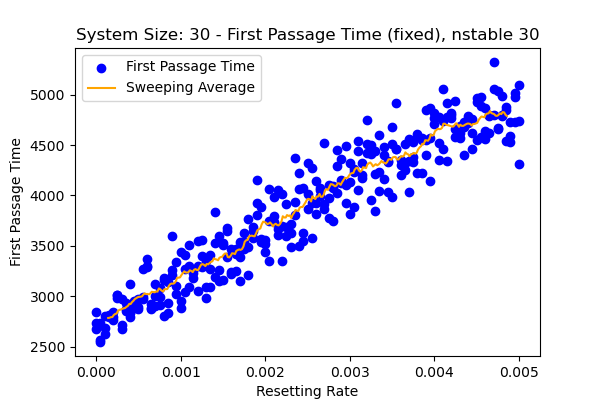 System Size: 30 - First Passage Time (fixed), nstable 30
First Passage Time
Sweeping Average
First Passage Time
5000
4500
4000
3500
3000
2500
0.000 0.001 0.002 0.003 0.004 0.005
Resetting Rate